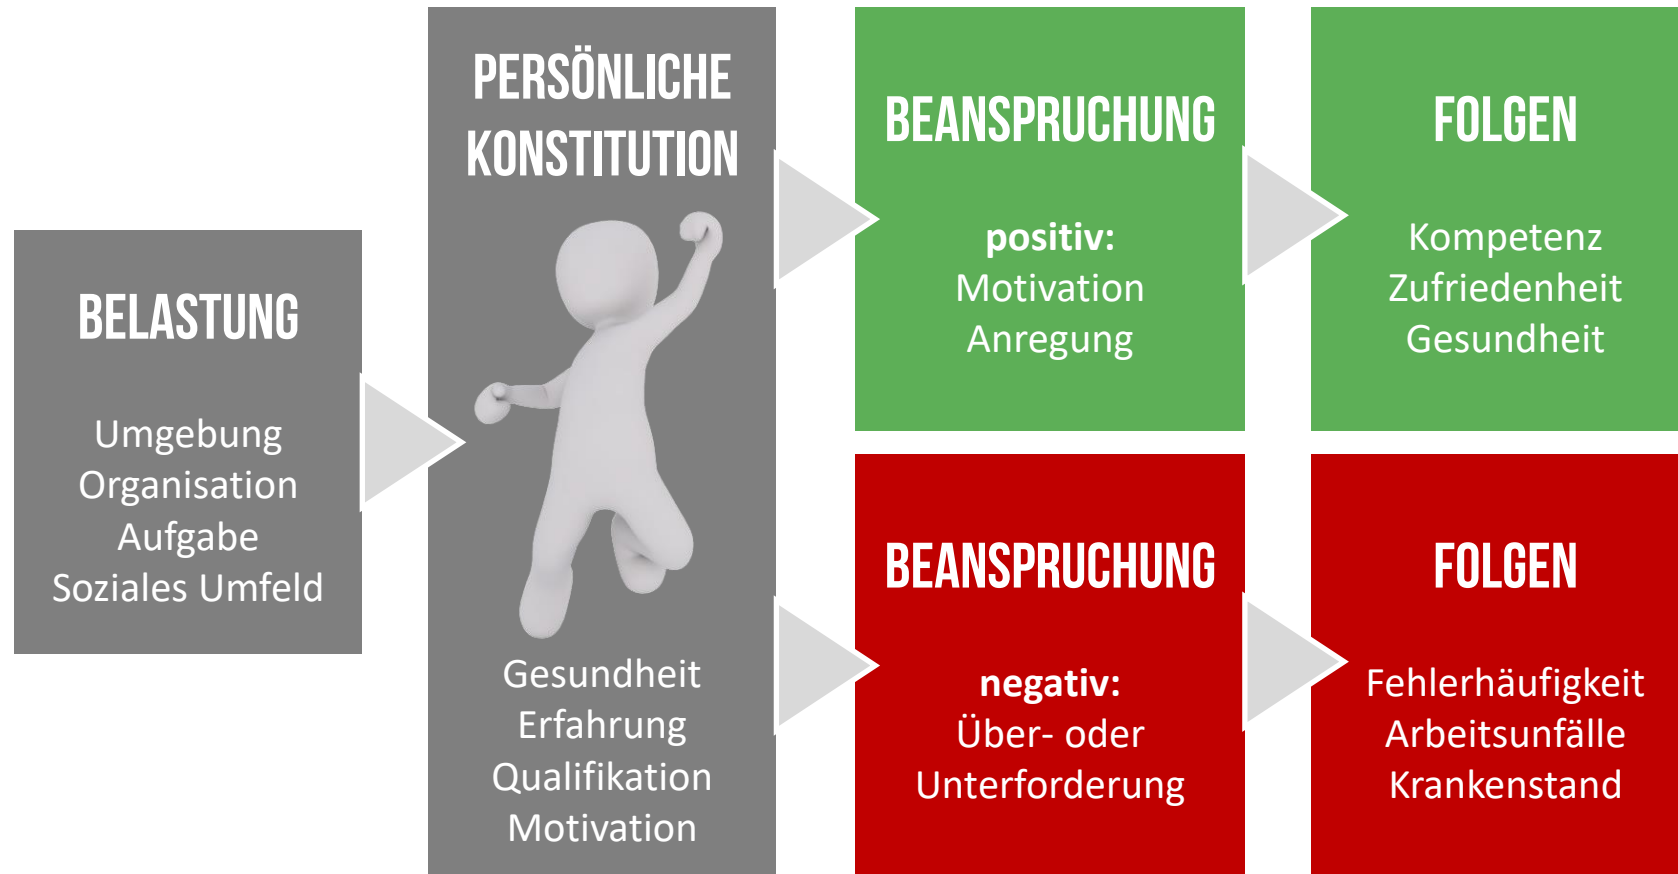 BELASTUNG
Umgebung
Organisation
Aufgabe
Soziales Umfeld
PERSÖNLICHE
KONSTITUTION
Gesundheit
Erfahrung
Qualifikation
Motivation
BEANSPRUCHUNG
positiv:
Motivation
Anregung
FOLGEN
Kompetenz
Zufriedenheit
Gesundheit
BEANSPRUCHUNG
negativ:
Über- oder
Unterforderung
FOLGEN
Fehlerhäufigkeit
Arbeitsunfälle
Krankenstand